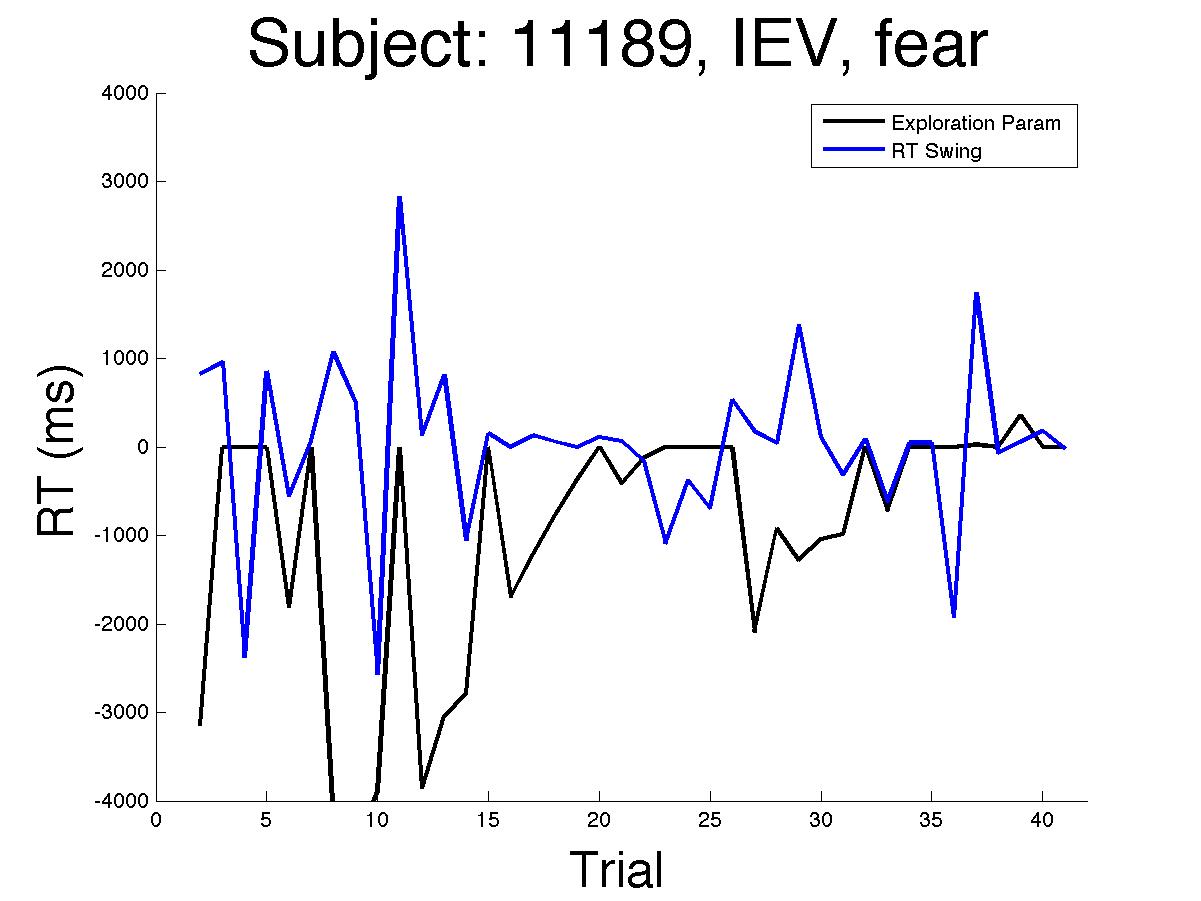 Subject: 11189, IEV, fear
Exploration Param
RT Swing
4000
3000
2000
1000
0
-1000
-2000
-3000
-4000
RT (ms)
0 5 10 15 20 25 30 35 40
Trial